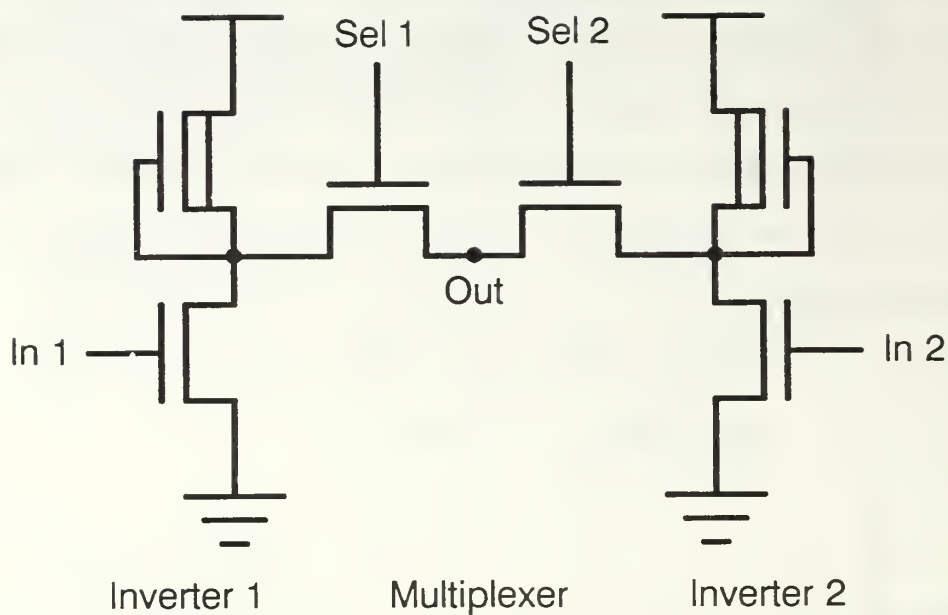 Sel 1
Sel 2
Out
In 1
In 2
Inverter 1
Multiplexer
Inverter 2